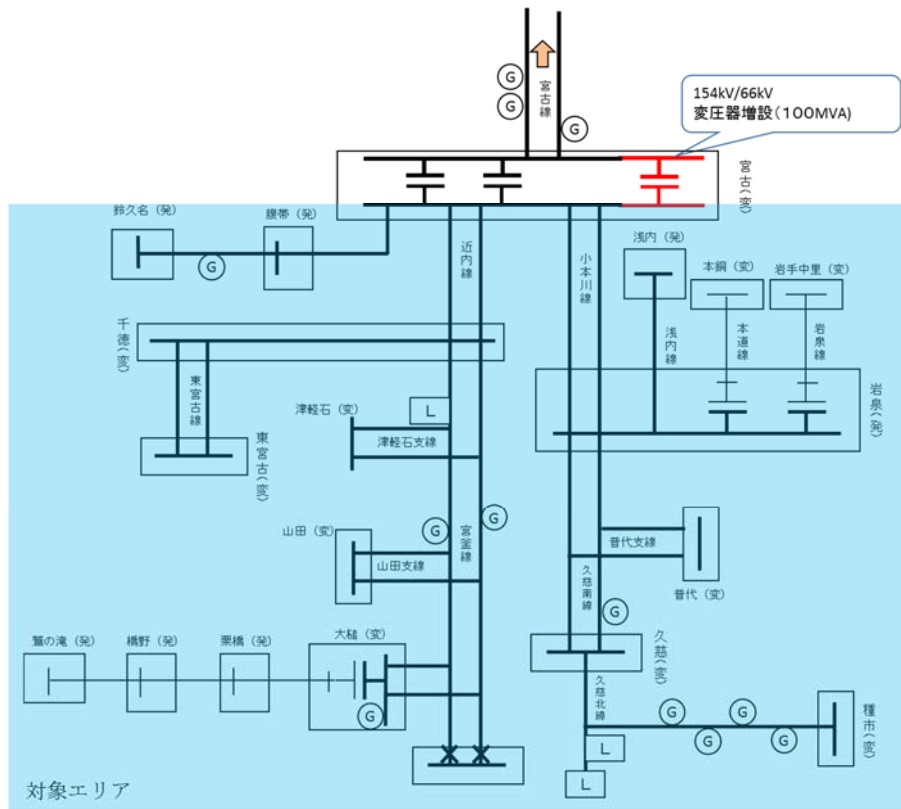 G
G
宮古線
G
154kV/66kV
変圧器増設(100MVA)
宮古(変)
鈴久名(発)
腹帯(発)
G
近内線
小本川線
浅内(発)
本銅(変)
岩手中里(変)
浅内線
本道線
岩泉線
千徳(変)
東宮古線
東宮古(変)
L
津軽石(変)
津軽石支線
岩泉(発)
G
G
宮釜線
山田(変)
山田支線
普代支線
普代(変)
久慈南線
G
鷲の滝(発)
橋野(発)
栗橋(発)
大槌(変)
G
久慈(変)
久慈北線
G
G
G
G
種市(変)
L
L
対象エリア